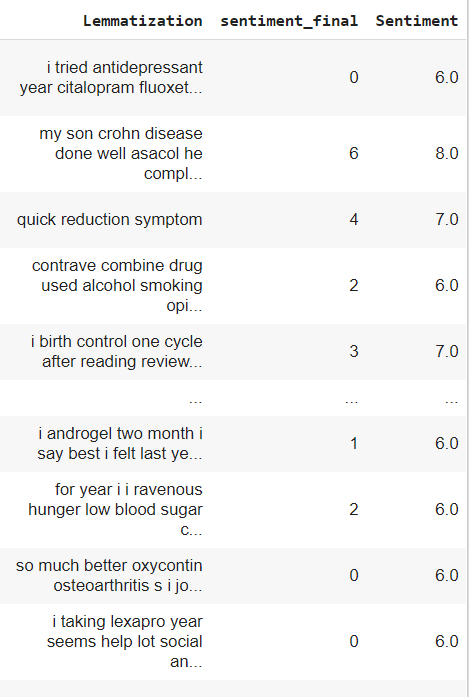 Lemmatization sentiment_final Sentiment
i tried antidepressant
year citalopram fluoxet... 0 6.0
my son crohn disease
done well asacol he 6 8.0
compl...
quick reduction symptom 4 7.0
contrave combine drug
used alcohol smoking 2 6.0
opi...
i birth control one cycle
after reading review... 3 7.0
... ... ...
i androgel two month i
say best i felt last ye... 1 6.0
for year i i ravenous
hunger low blood sugar 2 6.0
c...
so much better oxycontin
osteoarthritis s i jo... 0 6.0
i taking lexapro year
seems help lot social 0 6.0
an...